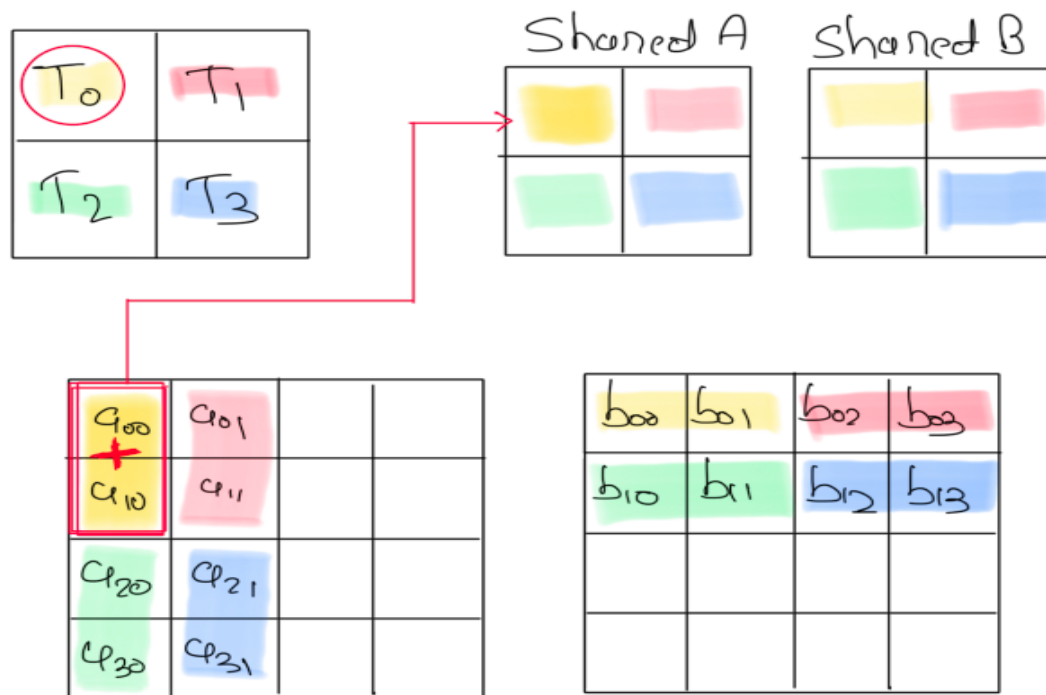 Shared A Shared B
T0 T1
T2 T3
a00 a01
+
a10 a11
a20 a21
a30 a31
b00 b01 b02 b03
b10 b11 b12 b13